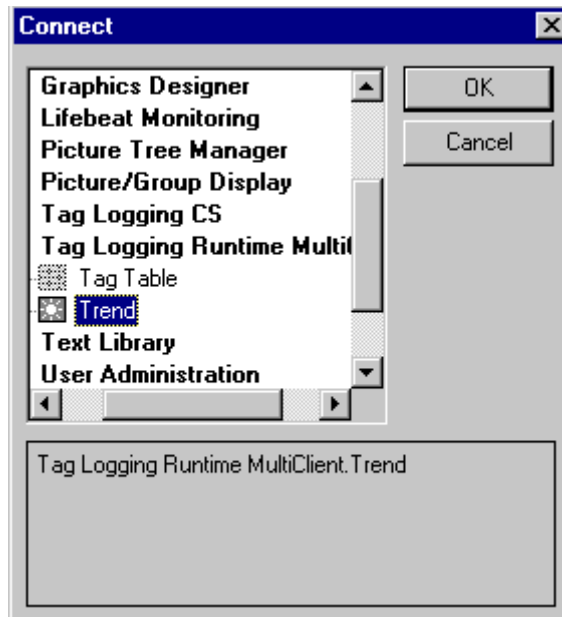 Connect
Graphics Designer
Lifebeat Monitoring
Picture Tree Manager
Picture/Group Display
Tag Logging CS
Tag Logging Runtime Multi
Tag Table
Trend
Text Library
User Administration
OK
Cancel
Tag Logging Runtime MultiClient.Trend